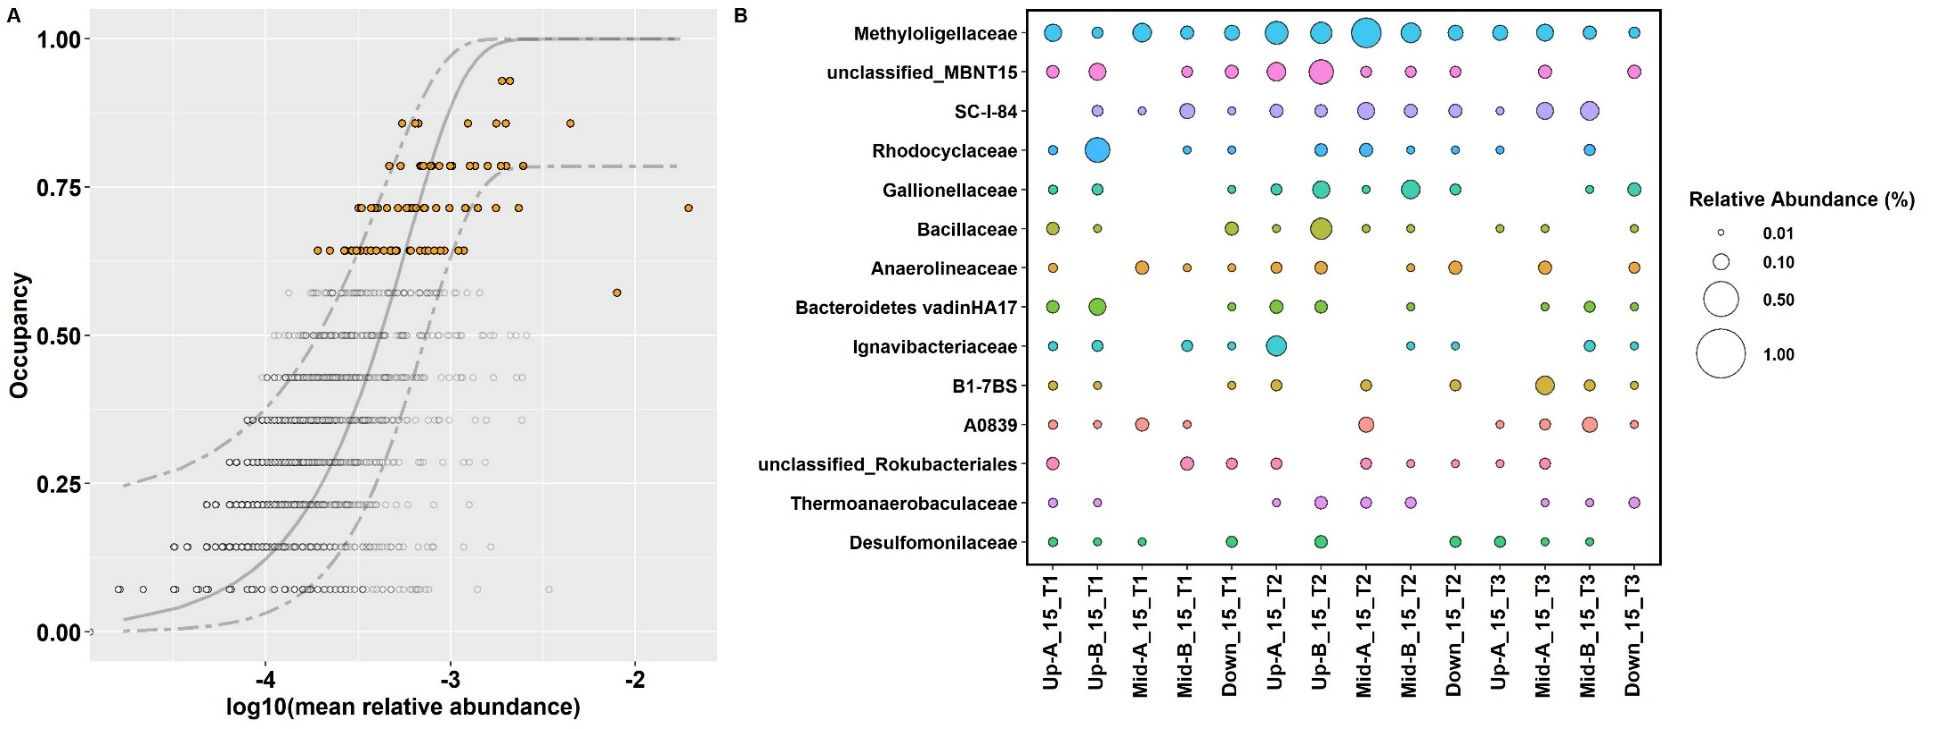 A
1.00
0.75
0.50
0.25
0.00
Occupancy
-4
-3
-2
log10(mean relative abundance)
B
Methyloligellaceae
unclassified_MBNT15
SC-I-84
Rhodocyclaceae
Gallionellaceae
Bacillaceae
Anaerolineaceae
Bacteroidetes vadinHA17
Ignavibacteriaceae
B1-7BS
A0839
unclassified_Rokubacteriales
Thermoanaerobaculaceae
Desulfomonilaceae
Up-A_15_T1
Up-B_15_T1
Mid-A_15_T1
Mid-B_15_T1
Down_15_T1
Up-A_15_T2
Up-B_15_T2
Mid-A_15_T2
Mid-B_15_T2
Down_15_T2
Up-A_15_T3
Mid-A_15_T3
Mid-B_15_T3
Down_15_T3
Relative Abundance (%)
0.01
0.10
0.50
1.00